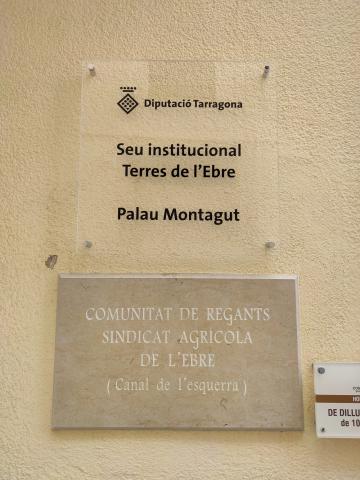 Diputació Tarragona
Seu institucional
Terres de l'Ebre
Palau Montagut
COMUNITAT DE REGANTS
SINDICAT AGRÍCOLA
DE L'EBRE
(Canal de l'esquerra)
DE DILLU
de 10